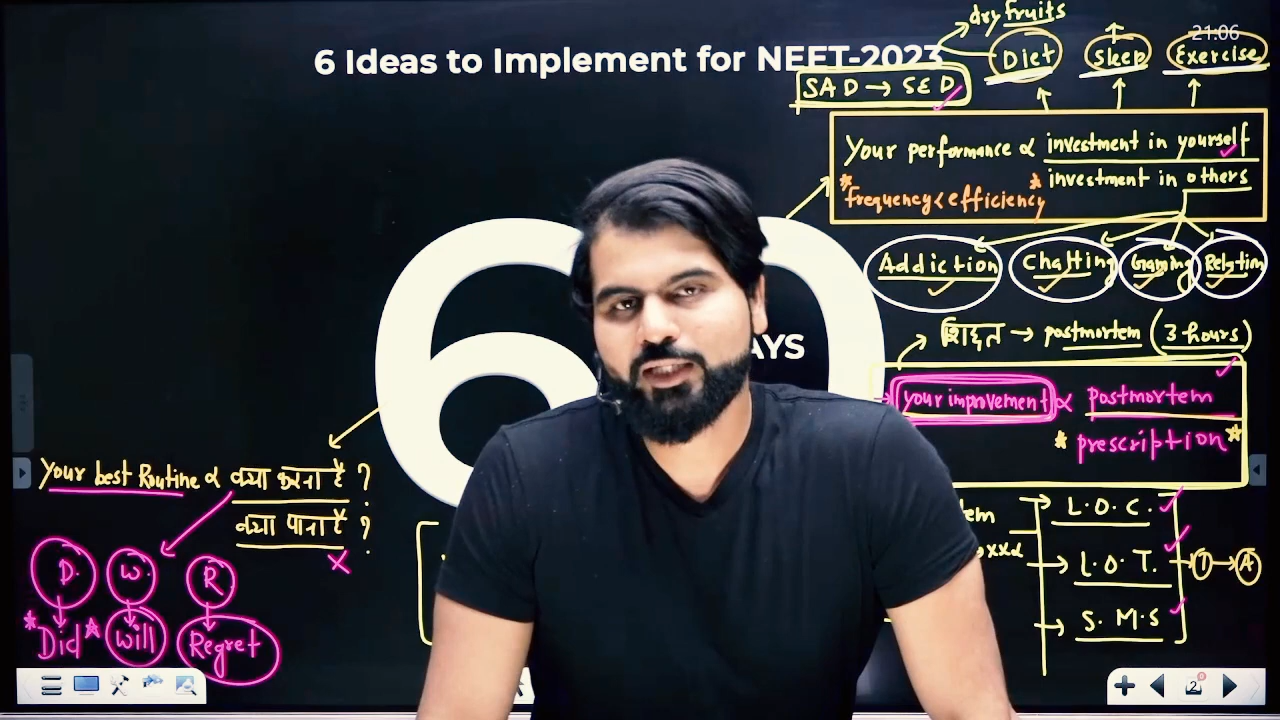 dry fruits
21:06
6 Ideas to Implement for NEET-2023
Diet Sleep Exercise
SAD → SED
Your performance ∝ investment in yourself
investment in others
*frequency & efficiency*
Addiction Chatting Gaming Relation
60
DAYS
शिद्दत → postmortem (3 hours)
your improvement ∝ postmortem
* prescription *
Your best Routine ∝ क्या करना है ?
क्या पाना है ?
L.O.C.
L.O.T. → T → A
S.M.S
D. W. R
*Did* Will Regret
2